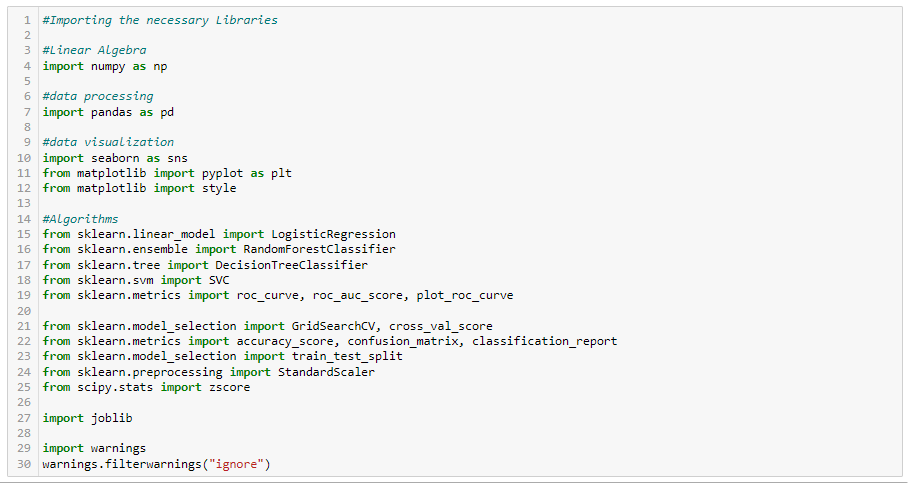 1 #Importing the necessary Libraries
2
3 #Linear Algebra
4 import numpy as np
5
6 #data processing
7 import pandas as pd
8
9 #data visualization
10 import seaborn as sns
11 from matplotlib import pyplot as plt
12 from matplotlib import style
13
14 #Algorithms
15 from sklearn.linear_model import LogisticRegression
16 from sklearn.ensemble import RandomForestClassifier
17 from sklearn.tree import DecisionTreeClassifier
18 from sklearn.svm import SVC
19 from sklearn.metrics import roc_curve, roc_auc_score, plot_roc_curve
20
21 from sklearn.model_selection import GridSearchCV, cross_val_score
22 from sklearn.metrics import accuracy_score, confusion_matrix, classification_report
23 from sklearn.model_selection import train_test_split
24 from sklearn.preprocessing import StandardScaler
25 from scipy.stats import zscore
26
27 import joblib
28
29 import warnings
30 warnings.filterwarnings("ignore")